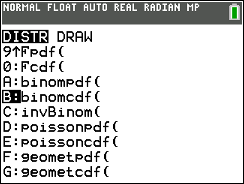 NORMAL FLOAT AUTO REAL RADIAN MP
DISTR DRAW
9↑Fpdf(
0:Fcdf(
A:binompdf(
B:binomcdf(
C:invBinom(
D:poissonpdf(
E:poissoncdf(
F:geometpdf(
G:geometcdf(